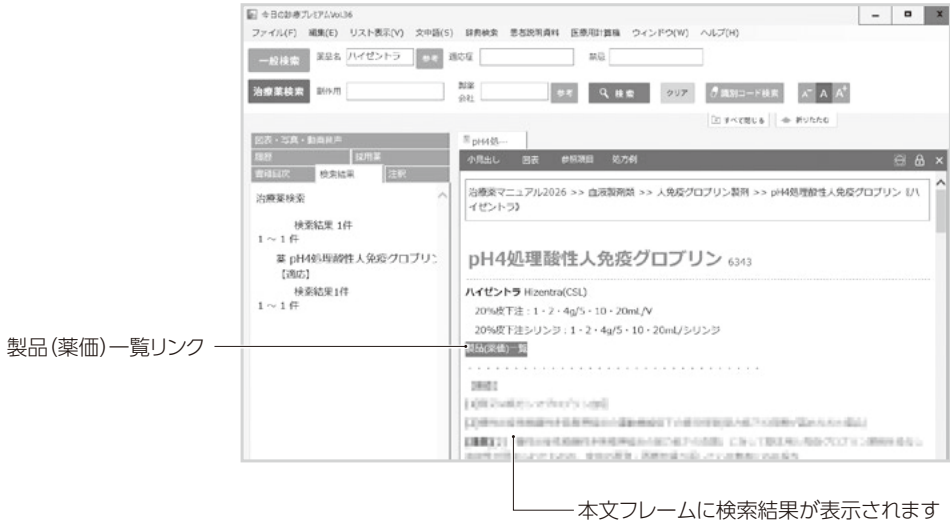 今日の診療プレミアムVol.36
ファイル(F) 編集(E) リスト表示(V) 文中語(S) 辞典検索 患者説明資料 医療用計算機 ウィンドウ(W) ヘルプ(H)
一般検索 薬品名 ハイゼントラ 参考 適応症 禁忌
治療薬検索 副作用 製薬会社 参考 検索 クリア 識別コード検索 A- A A+
すべて閉じる 折りたたむ
図表・写真・動画音声
履歴 採用薬
書籍目次 検索結果 注釈
治療薬検索
検索結果 1件
1 ～ 1 件
薬 pH4処理酸性人免疫グロブリン
【適応】
検索結果1件
1 ～ 1 件
pH4処…
小見出し 図表 参照項目 処方例
治療薬マニュアル2026 >> 血液製剤類 >> 人免疫グロブリン製剤 >> pH4処理酸性人免疫グロブリン《ハイゼントラ》
pH4処理酸性人免疫グロブリン 6343
ハイゼントラ Hizentra(CSL)
20%皮下注：1・2・4g/5・10・20mL/V
20%皮下注シリンジ：1・2・4g/5・10・20mL/シリンジ
製品(薬価)一覧
製品(薬価)一覧リンク
本文フレームに検索結果が表示されます